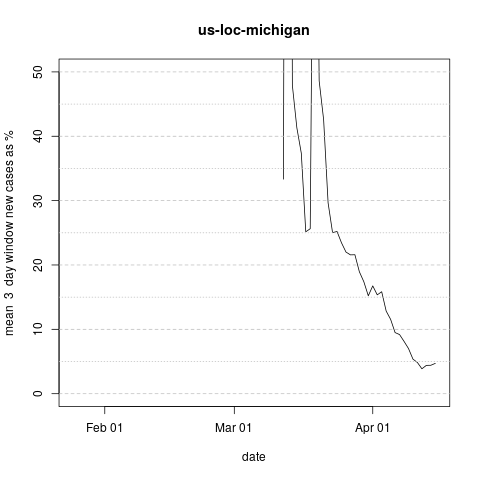 us-loc-michigan
mean  3  day window new cases as %
50
40
30
20
10
0
Feb 01
Mar 01
Apr 01
date